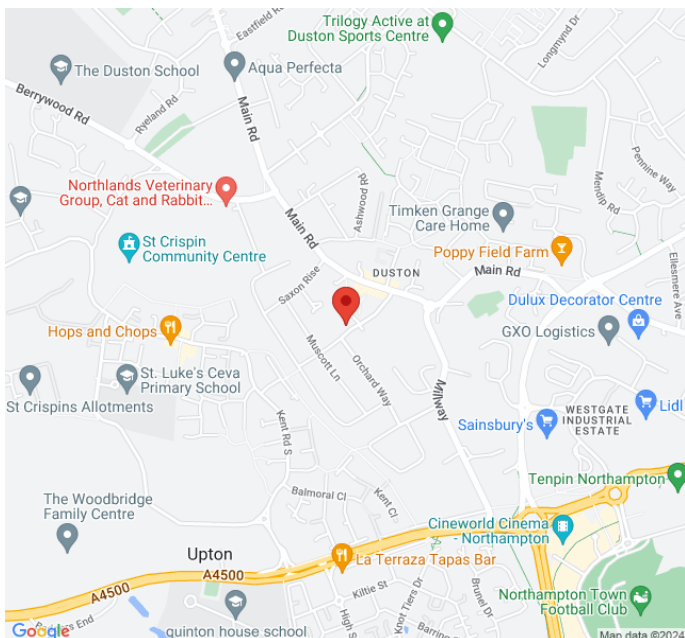 Eastfield Rd
Trilogy Active at
Duston Sports Centre
Longmynd Dr
The Duston School
Aqua Perfecta
Berrywood Rd
Ryeland Rd
Main Rd
Pennine Way
Mendip Rd
Northlands Veterinary
Group, Cat and Rabbit...
Ashwood Rd
Timken Grange
Care Home
Main Rd
St Crispin
Community Centre
Poppy Field Farm
Ellesmere Ave
DUSTON
Main Rd
Saxon Rise
Dulux Decorator Centre
GXO Logistics
Hops and Chops
Muscott Ln
Orchard Way
Millway
St. Luke's Ceva
Primary School
St Crispins Allotments
Lidl
WESTGATE
INDUSTRIAL
ESTATE
Sainsbury's
Kent Rd S
Tenpin Northampton
Balmoral Cl
Kent Cl
The Woodbridge
Family Centre
Cineworld Cinema
- Northampton
Upton
La Terraza Tapas Bar
A4500
A4500
Kiltie St
Knot Tiers Dr
Brunel Dr
Northampton Town
Football Club
High S
End
quinton house school
Google
Map data ©2024